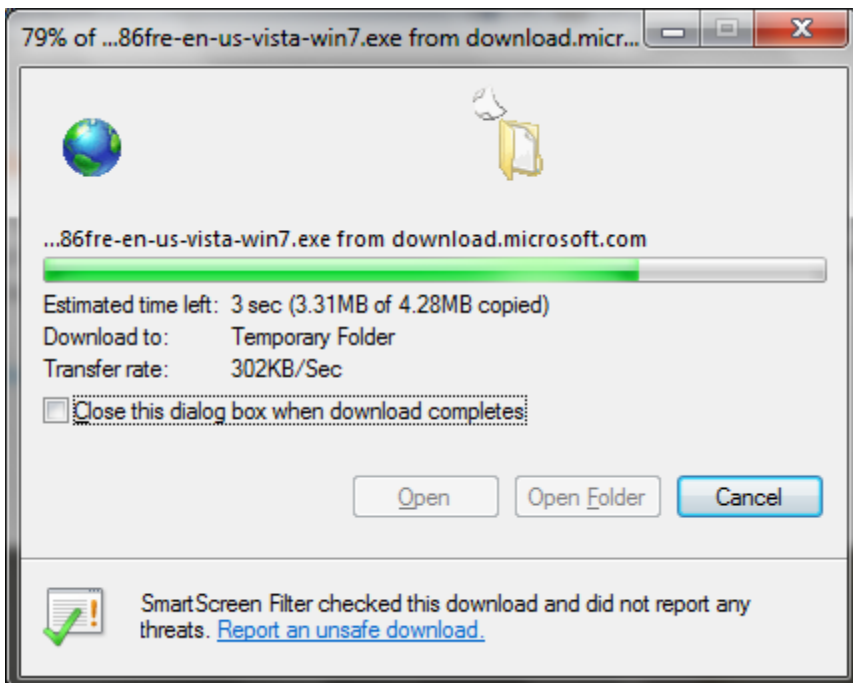 79% of ...86fre-en-us-vista-win7.exe from download.micr...
...86fre-en-us-vista-win7.exe from download.microsoft.com
Estimated time left: 3 sec (3.31MB of 4.28MB copied)
Download to: Temporary Folder
Transfer rate: 302KB/Sec
Close this dialog box when download completes
Open Open Folder Cancel
SmartScreen Filter checked this download and did not report any
threats. Report an unsafe download.